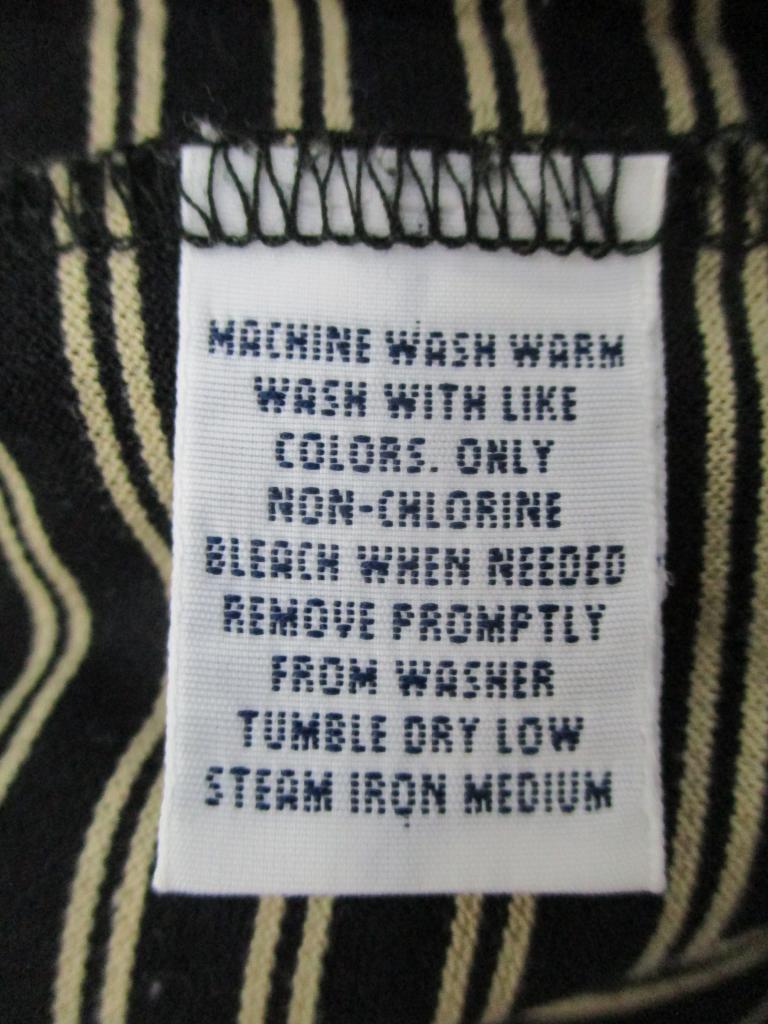 MACHINE WASH WARM
WASH WITH LIKE
COLORS. ONLY
NON-CHLORINE
BLEACH WHEN NEEDED
REMOVE PROMPTLY
FROM WASHER
TUMBLE DRY LOW
STEAM IRON MEDIUM